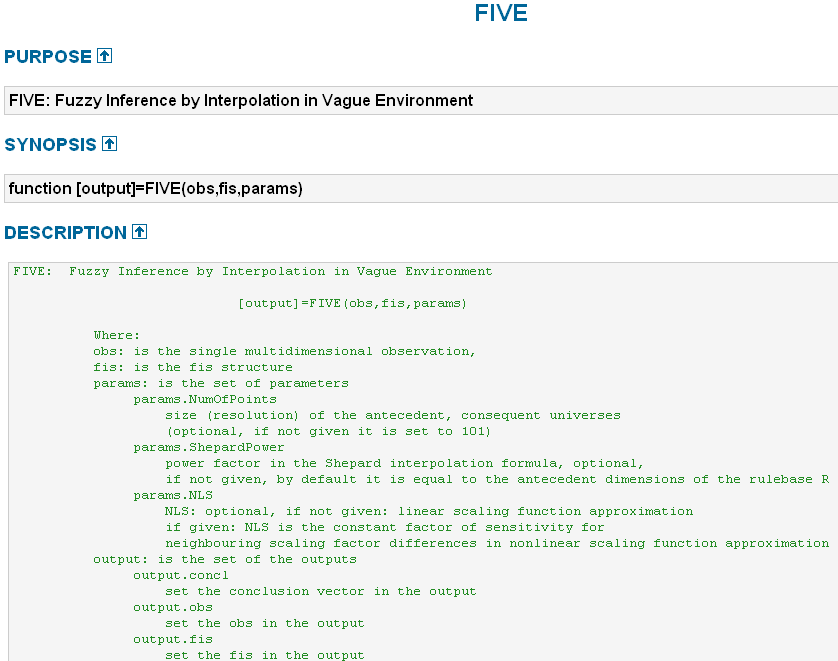 FIVE
PURPOSE
FIVE: Fuzzy Inference by Interpolation in Vague Environment
SYNOPSIS
function [output]=FIVE(obs,fis,params)
DESCRIPTION
FIVE:  Fuzzy Inference by Interpolation in Vague Environment
[output]=FIVE(obs,fis,params)
Where:
obs: is the single multidimensional observation,
fis: is the fis structure
params: is the set of parameters
params.NumOfPoints
size (resolution) of the antecedent, consequent universes
(optional, if not given it is set to 101)
params.ShepardPower
power factor in the Shepard interpolation formula, optional,
if not given, by default it is equal to the antecedent dimensions of the rulebase R
params.NLS
NLS: optional, if not given: linear scaling function approximation
if given: NLS is the constant factor of sensitivity for
neighbouring scaling factor differences in nonlinear scaling function approximation
output: is the set of the outputs
output.concl
set the conclusion vector in the output
output.obs
set the obs in the output
output.fis
set the fis in the output